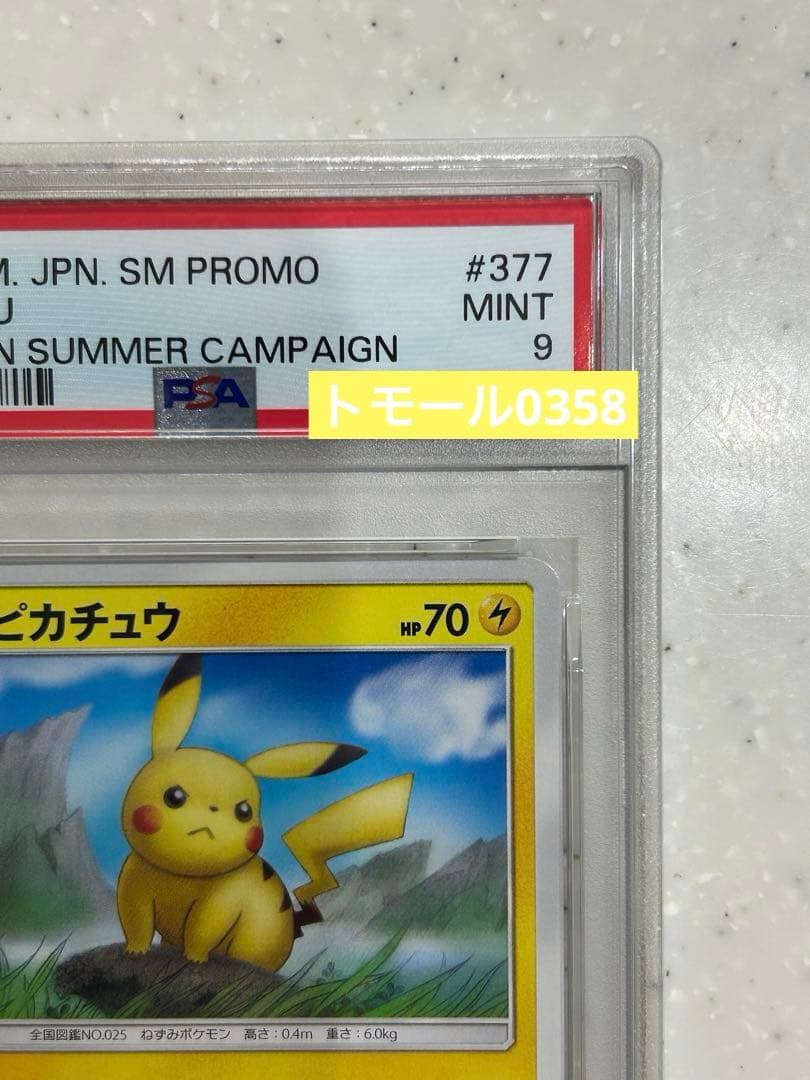 M. JPN. SM PROMO #377
U MINT
N SUMMER CAMPAIGN 9
PSA
トモール0358
ピカチュウ HP70
全国図鑑NO.025 ねずみポケモン 高さ:0.4m 重さ:6.0kg